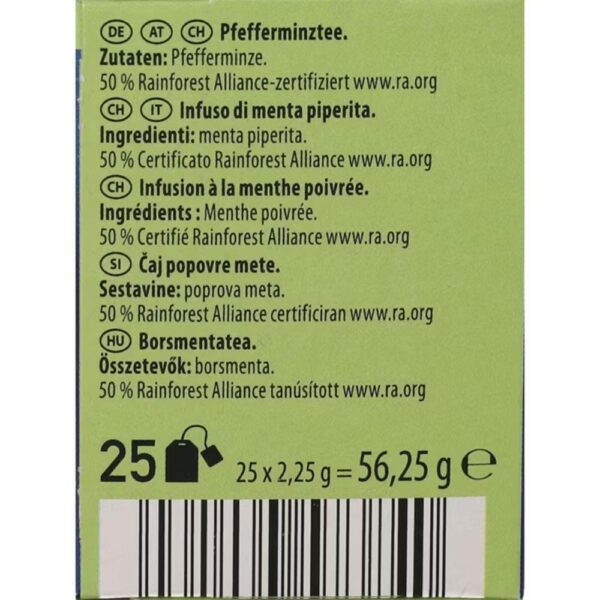 DE AT CH Pfefferminztee.
Zutaten: Pfefferminze.
50 % Rainforest Alliance-zertifiziert www.ra.org
CH IT Infuso di menta piperita.
Ingredienti: menta piperita.
50 % Certificato Rainforest Alliance www.ra.org
CH Infusion à la menthe poivrée.
Ingrédients : Menthe poivrée.
50 % Certifié Rainforest Alliance www.ra.org
SI Čaj popovre mete.
Sestavine: poprova meta.
50 % Rainforest Alliance certificiran www.ra.org
HU Borsmentatea.
Összetevők: borsmenta.
50 % Rainforest Alliance tanúsított www.ra.org
25 25 x 2,25 g = 56,25 g ℮